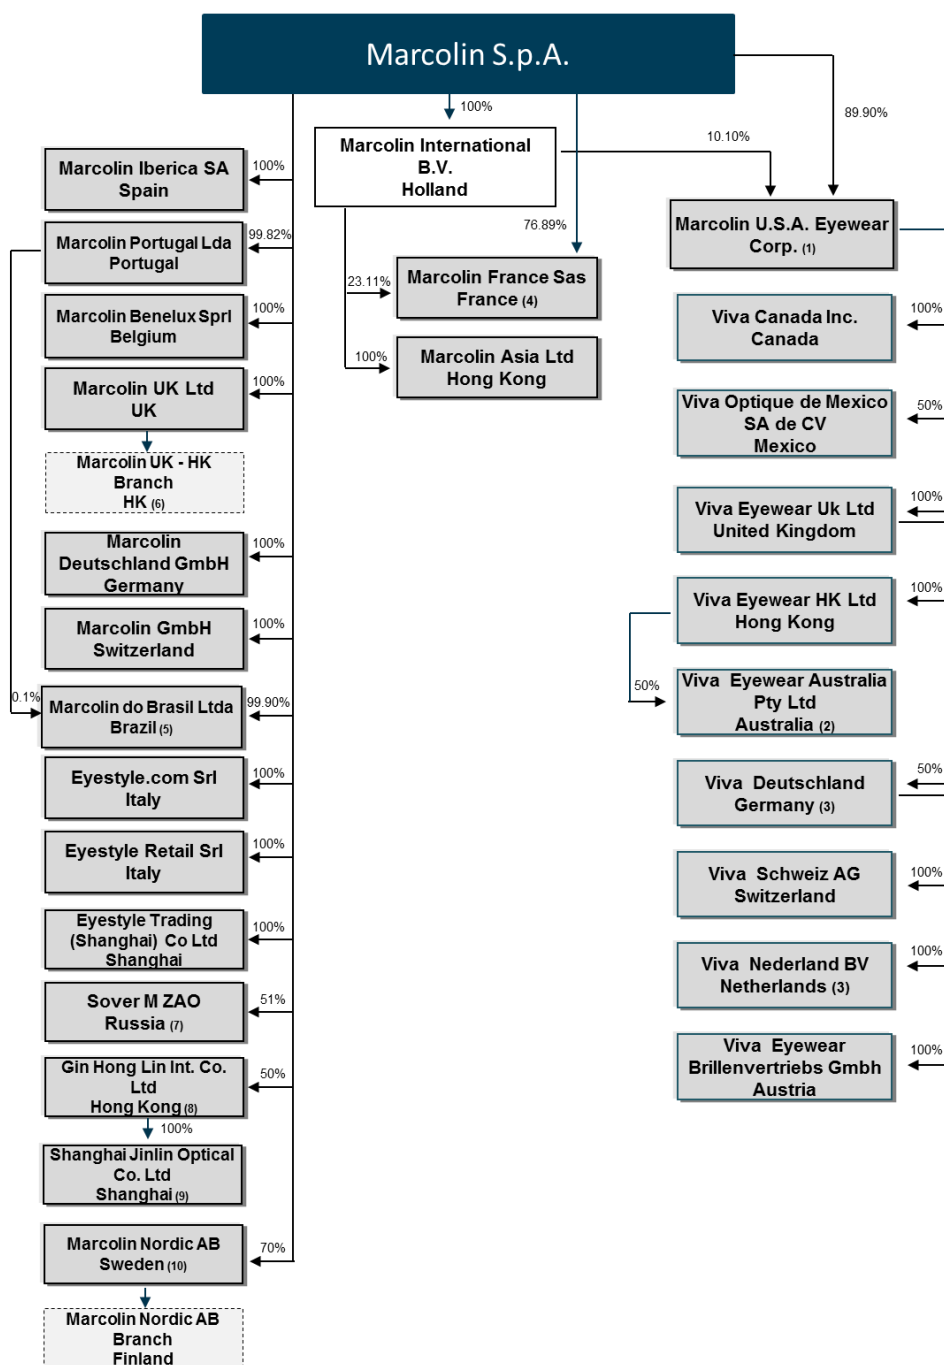 Marcolin S.p.A.
100%
89.90%
Marcolin International
B.V.
Holland
10.10%
76.89%
23.11%
Marcolin France Sas
France (4)
100%
Marcolin Asia Ltd
Hong Kong
100%
Marcolin Iberica SA
Spain
99.82%
Marcolin Portugal Lda
Portugal
100%
Marcolin Benelux Sprl
Belgium
100%
Marcolin UK Ltd
UK
Marcolin UK - HK
Branch
HK (6)
100%
Marcolin
Deutschland GmbH
Germany
100%
Marcolin GmbH
Switzerland
0.1%
99.90%
Marcolin do Brasil Ltda
Brazil (5)
100%
Eyestyle.com Srl
Italy
100%
Eyestyle Retail Srl
Italy
100%
Eyestyle Trading
(Shanghai) Co Ltd
Shanghai
51%
Sover M ZAO
Russia (7)
50%
Gin Hong Lin Int. Co.
Ltd
Hong Kong (8)
100%
Shanghai Jinlin Optical
Co. Ltd
Shanghai (9)
70%
Marcolin Nordic AB
Sweden (10)
Marcolin Nordic AB
Branch
Finland
Marcolin U.S.A. Eyewear
Corp. (1)
100%
Viva Canada Inc.
Canada
50%
Viva Optique de Mexico
SA de CV
Mexico
100%
Viva Eyewear Uk Ltd
United Kingdom
100%
Viva Eyewear HK Ltd
Hong Kong
50%
Viva Eyewear Australia
Pty Ltd
Australia (2)
50%
Viva Deutschland
Germany (3)
100%
Viva Schweiz AG
Switzerland
100%
Viva Nederland BV
Netherlands (3)
100%
Viva Eyewear
Brillenvertriebs Gmbh
Austria